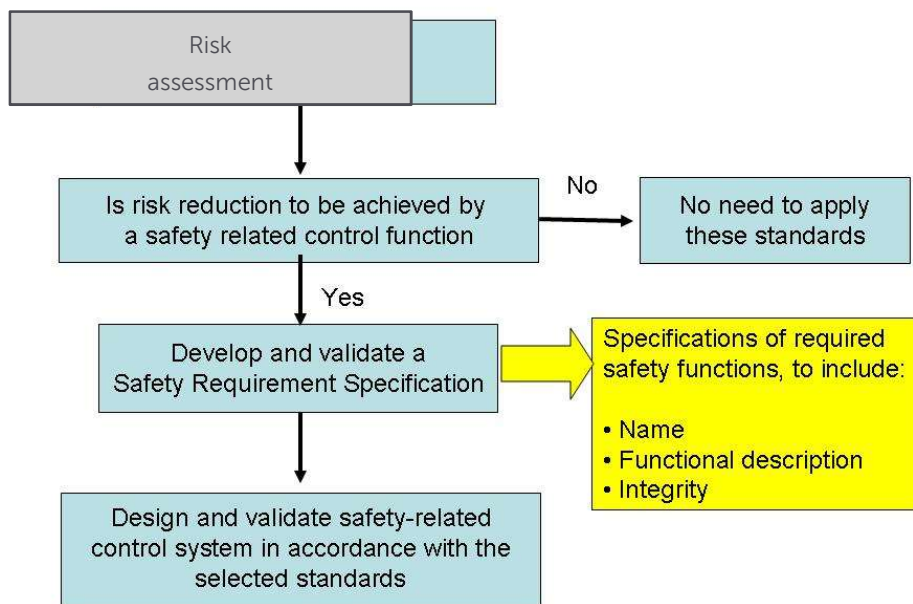 Risk
assessment
Is risk reduction to be achieved by
a safety related control function
No
No need to apply
these standards
Yes
Develop and validate a
Safety Requirement Specification
Specifications of required
safety functions, to include:
• Name
• Functional description
• Integrity
Design and validate safety-related
control system in accordance with the
selected standards